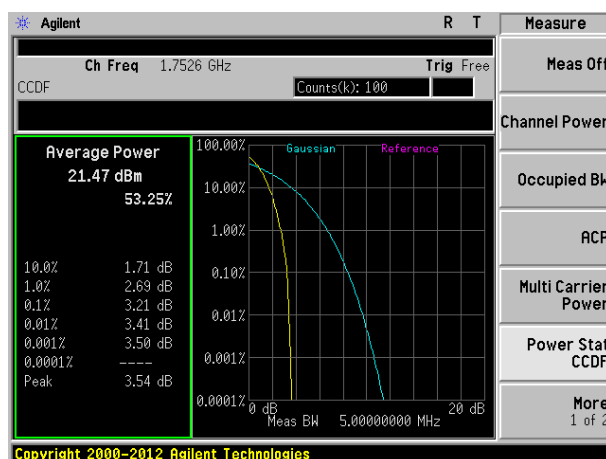 Agilent R T
Ch Freq 1.7526 GHz Trig Free
CCDF Counts(k): 100
Average Power
21.47 dBm
53.25%
10.0% 1.71 dB
1.0% 2.69 dB
0.1% 3.21 dB
0.01% 3.41 dB
0.001% 3.50 dB
0.0001% ----
Peak 3.54 dB
Gaussian Reference
100.00%
10.00%
1.00%
0.10%
0.01%
0.001%
0.0001%
0 dB 20 dB
Meas BW 5.00000000 MHz
Copyright 2000-2012 Agilent Technologies
Measure
Meas Off
Channel Power
Occupied BW
ACP
Multi Carrier
Power
Power Stat
CCDF
More
1 of 2